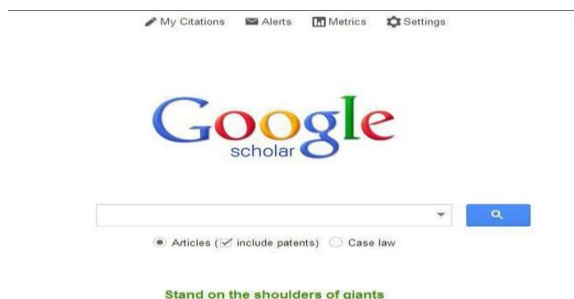 My Citations Alerts Metrics Settings
Google
scholar
Articles (include patents) Case law
Stand on the shoulders of giants